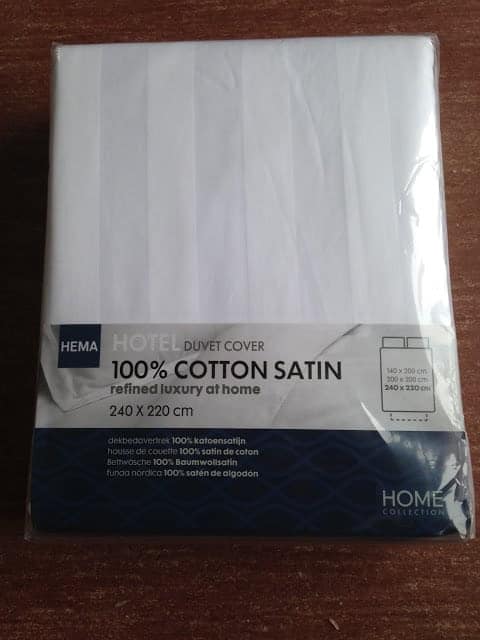 HEMA
HOTEL DUVET COVER
100% COTTON SATIN
refined luxury at home
240 X 220 cm
140 x 200 cm
200 x 200 cm
240 x 220 cm
dekbedovertrek 100% katoensatijn
housse de couette 100% satin de coton
Bettwäsche 100% Baumwollsatin
funda nórdica 100% satén de algodón
HOME
COLLECTION